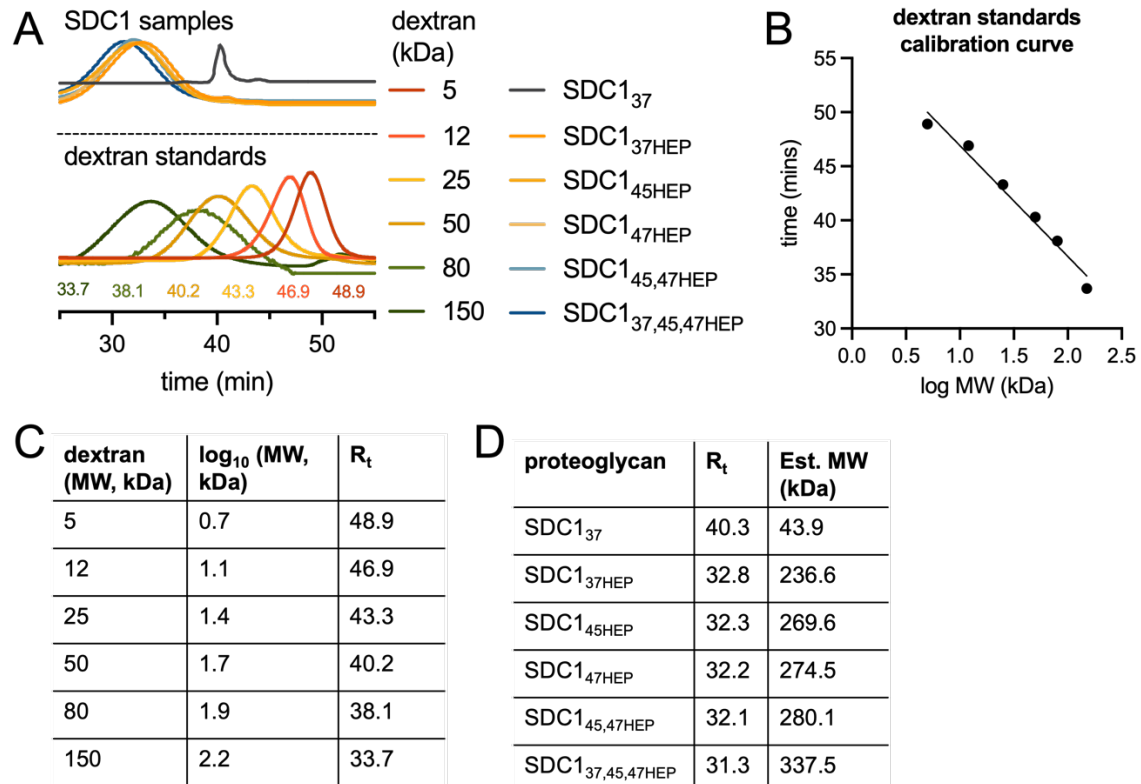 A
SDC1 samples
dextran standards
33.7 38.1 40.2 43.3 46.9 48.9
30 40 50
time (min)
dextran
(kDa)
5
12
25
50
80
150
SDC1₃₇
SDC1₃₇HEP
SDC1₄₅HEP
SDC1₄₇HEP
SDC1₄₅,₄₇HEP
SDC1₃₇,₄₅,₄₇HEP
B
dextran standards
calibration curve
55
50
45
40
35
30
time (mins)
0.0 0.5 1.0 1.5 2.0 2.5
log MW (kDa)
C
dextran (MW, kDa) log₁₀ (MW, kDa) Rt
5 0.7 48.9
12 1.1 46.9
25 1.4 43.3
50 1.7 40.2
80 1.9 38.1
150 2.2 33.7
D
proteoglycan Rt Est. MW (kDa)
SDC1₃₇ 40.3 43.9
SDC1₃₇HEP 32.8 236.6
SDC1₄₅HEP 32.3 269.6
SDC1₄₇HEP 32.2 274.5
SDC1₄₅,₄₇HEP 32.1 280.1
SDC1₃₇,₄₅,₄₇HEP 31.3 337.5